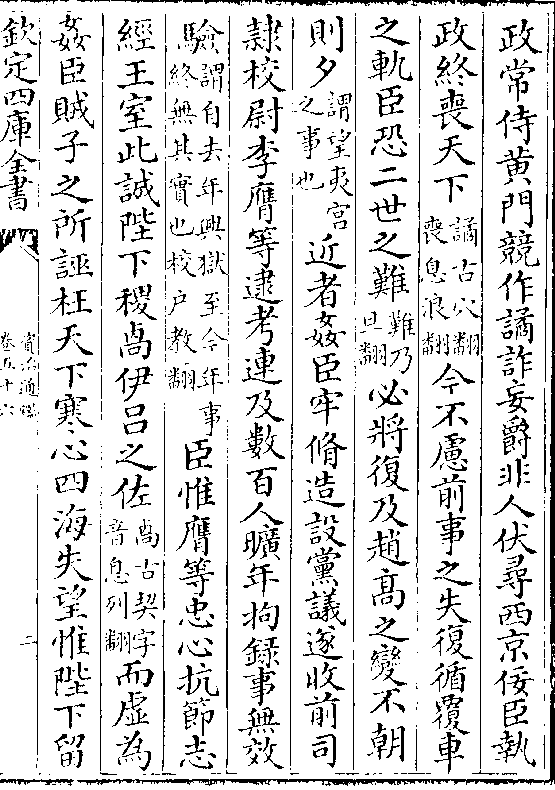 政常侍黄門競作譎詐妄爵非人伏尋西京佞臣執
政終喪天下譎古穴翻喪息浪翻今不慮前事之失復循覆車
之軌臣恐二世之難難乃旦翻必將復及趙髙之變不朝
則夕謂望夷宫之事也近者姦臣牢脩造設黨議遂收前司
隸校尉李膺等逮考連及數百人曠年拘録事無效
驗謂自去年興獄至今年事終無其實也校户教翻臣惟膺等忠心抗節志
經王室此誠陛下稷卨伊吕之佐卨古契字音息列翻而虚為
姦臣賊子之所誣枉天下寒心四海失望惟陛下留
欽定四庫全書
資治通鑑
卷五十六
二